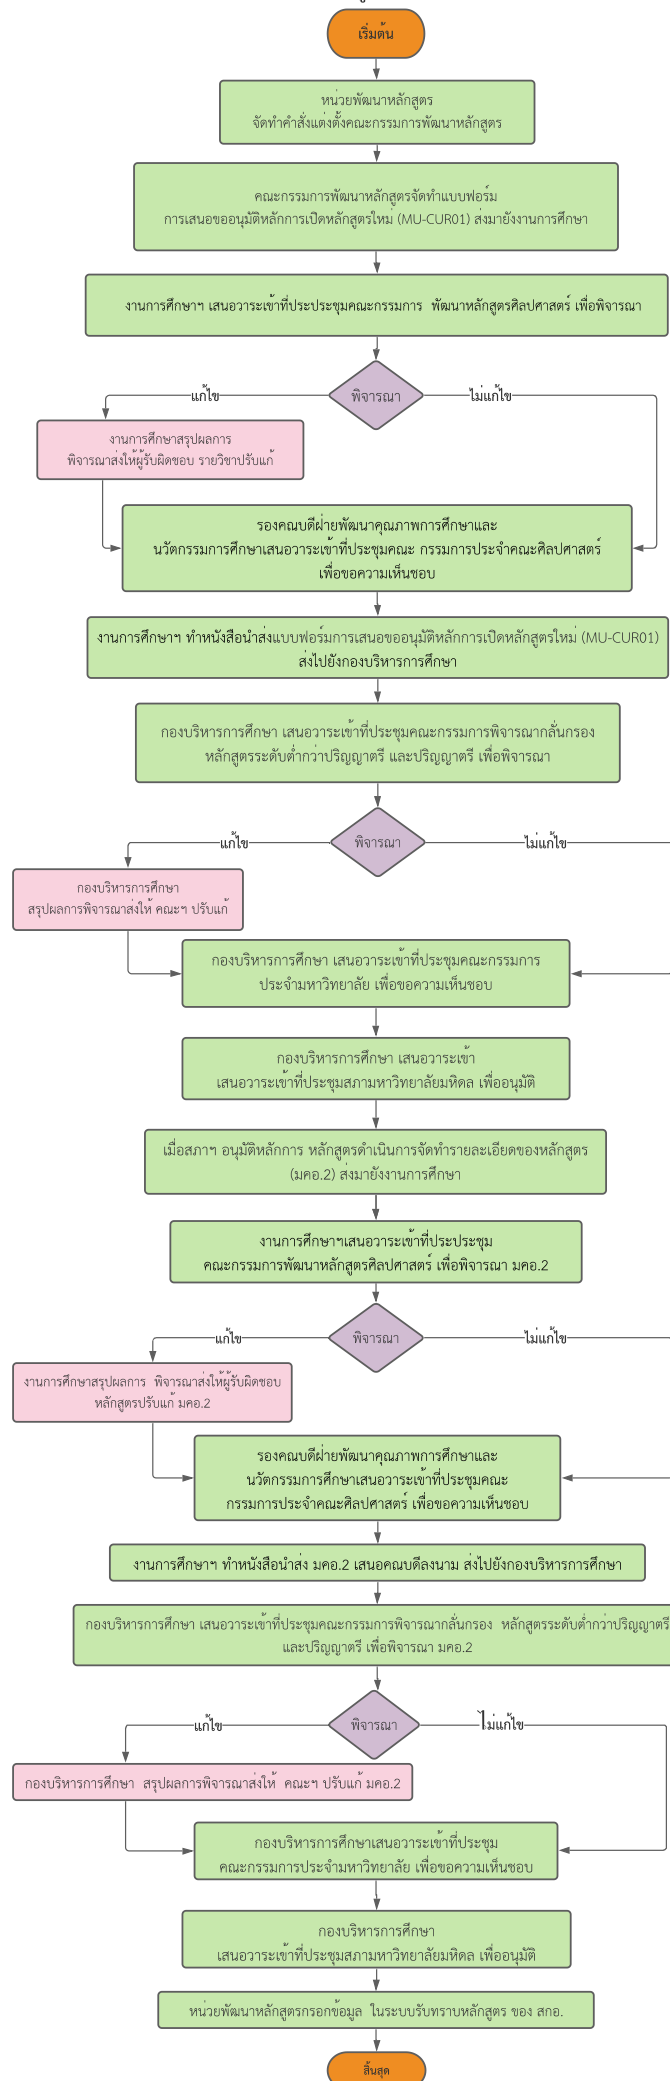 เริ่มต้น
หน่วยพัฒนาหลักสูตร
จัดทำคำสั่งแต่งตั้งคณะกรรมการพัฒนาหลักสูตร
คณะกรรมการพัฒนาหลักสูตรจัดทำแบบฟอร์ม
การเสนอขออนุมัติหลักการเปิดหลักสูตรใหม่ (MU-CUR01) ส่งมายังงานการศึกษา
งานการศึกษาฯ เสนอวาระเข้าที่ประประชุมคณะกรรมการ พัฒนาหลักสูตรศิลปศาสตร์ เพื่อพิจารณา
แก้ไข
พิจารณา
ไม่แก้ไข
งานการศึกษาสรุปผลการ
พิจารณาส่งให้ผู้รับผิดชอบ รายวิชาปรับแก้
รองคณบดีฝ่ายพัฒนาคุณภาพการศึกษาและ
นวัตกรรมการศึกษาเสนอวาระเข้าที่ประชุมคณะ กรรมการประจำคณะศิลปศาสตร์
เพื่อขอความเห็นชอบ
งานการศึกษาฯ ทำหนังสือนำส่งแบบฟอร์มการเสนอขออนุมัติหลักการเปิดหลักสูตรใหม่ (MU-CUR01)
ส่งไปยังกองบริหารการศึกษา
กองบริหารการศึกษา เสนอวาระเข้าที่ประชุมคณะกรรมการพิจารณากลั่นกรอง
หลักสูตรระดับต่ำกว่าปริญญาตรี และปริญญาตรี เพื่อพิจารณา
แก้ไข
พิจารณา
ไม่แก้ไข
กองบริหารการศึกษา
สรุปผลการพิจารณาส่งให้ คณะฯ ปรับแก้
กองบริหารการศึกษา เสนอวาระเข้าที่ประชุมคณะกรรมการ
ประจำมหาวิทยาลัย เพื่อขอความเห็นชอบ
กองบริหารการศึกษา เสนอวาระเข้า
เสนอวาระเข้าที่ประชุมสภามหาวิทยาลัยมหิดล เพื่ออนุมัติ
เมื่อสภาฯ อนุมัติหลักการ หลักสูตรดำเนินการจัดทำรายละเอียดของหลักสูตร
(มคอ.2) ส่งมายังงานการศึกษา
งานการศึกษาฯเสนอวาระเข้าที่ประประชุม
คณะกรรมการพัฒนาหลักสูตรศิลปศาสตร์ เพื่อพิจารณา มคอ.2
แก้ไข
พิจารณา
ไม่แก้ไข
งานการศึกษาสรุปผลการ พิจารณาส่งให้ผู้รับผิดชอบ
หลักสูตรปรับแก้ มคอ.2
รองคณบดีฝ่ายพัฒนาคุณภาพการศึกษาและ
นวัตกรรมการศึกษาเสนอวาระเข้าที่ประชุมคณะ
กรรมการประจำคณะศิลปศาสตร์ เพื่อขอความเห็นชอบ
งานการศึกษาฯ ทำหนังสือนำส่ง มคอ.2 เสนอคณบดีลงนาม ส่งไปยังกองบริหารการศึกษา
กองบริหารการศึกษา เสนอวาระเข้าที่ประชุมคณะกรรมการพิจารณากลั่นกรอง หลักสูตรระดับต่ำกว่าปริญญาตรี
และปริญญาตรี เพื่อพิจารณา มคอ.2
แก้ไข
พิจารณา
ไม่แก้ไข
กองบริหารการศึกษา สรุปผลการพิจารณาส่งให้ คณะฯ ปรับแก้ มคอ.2
กองบริหารการศึกษาเสนอวาระเข้าที่ประชุม
คณะกรรมการประจำมหาวิทยาลัย เพื่อขอความเห็นชอบ
กองบริหารการศึกษา
เสนอวาระเข้าที่ประชุมสภามหาวิทยาลัยมหิดล เพื่ออนุมัติ
หน่วยพัฒนาหลักสูตรกรอกข้อมูล ในระบบรับทราบหลักสูตร ของ สกอ.
สิ้นสุด